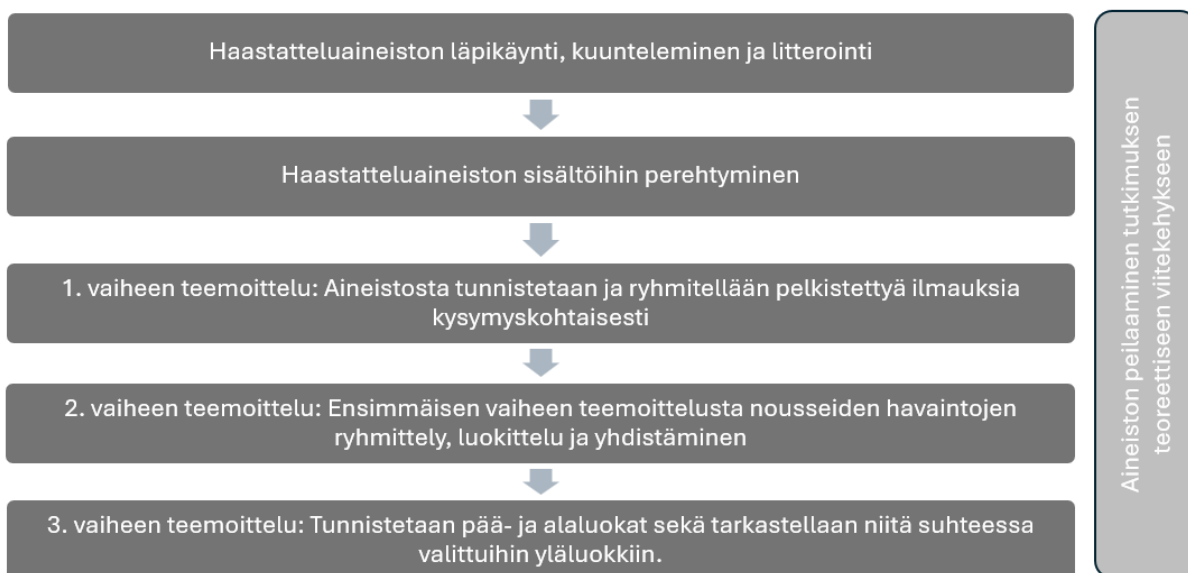 Haastatteluaineiston läpikäynti, kuunteleminen ja litterointi
Haastatteluaineiston sisältöihin perehtyminen
1. vaiheen teemoittelu: Aineistosta tunnistetaan ja ryhmitellään pelkistettyä ilmauksia
kysymyskohtaisesti
2. vaiheen teemoittelu: Ensimmäisen vaiheen teemoittelusta nousseiden havaintojen
ryhmittely, luokittelu ja yhdistäminen
3. vaiheen teemoittelu: Tunnistetaan pää- ja alaluokat sekä tarkastellaan niitä suhteessa
valittuihin yläluokkiin.
Aineiston peilaaminen tutkimuksen
teoreettiseen viitekehykseen